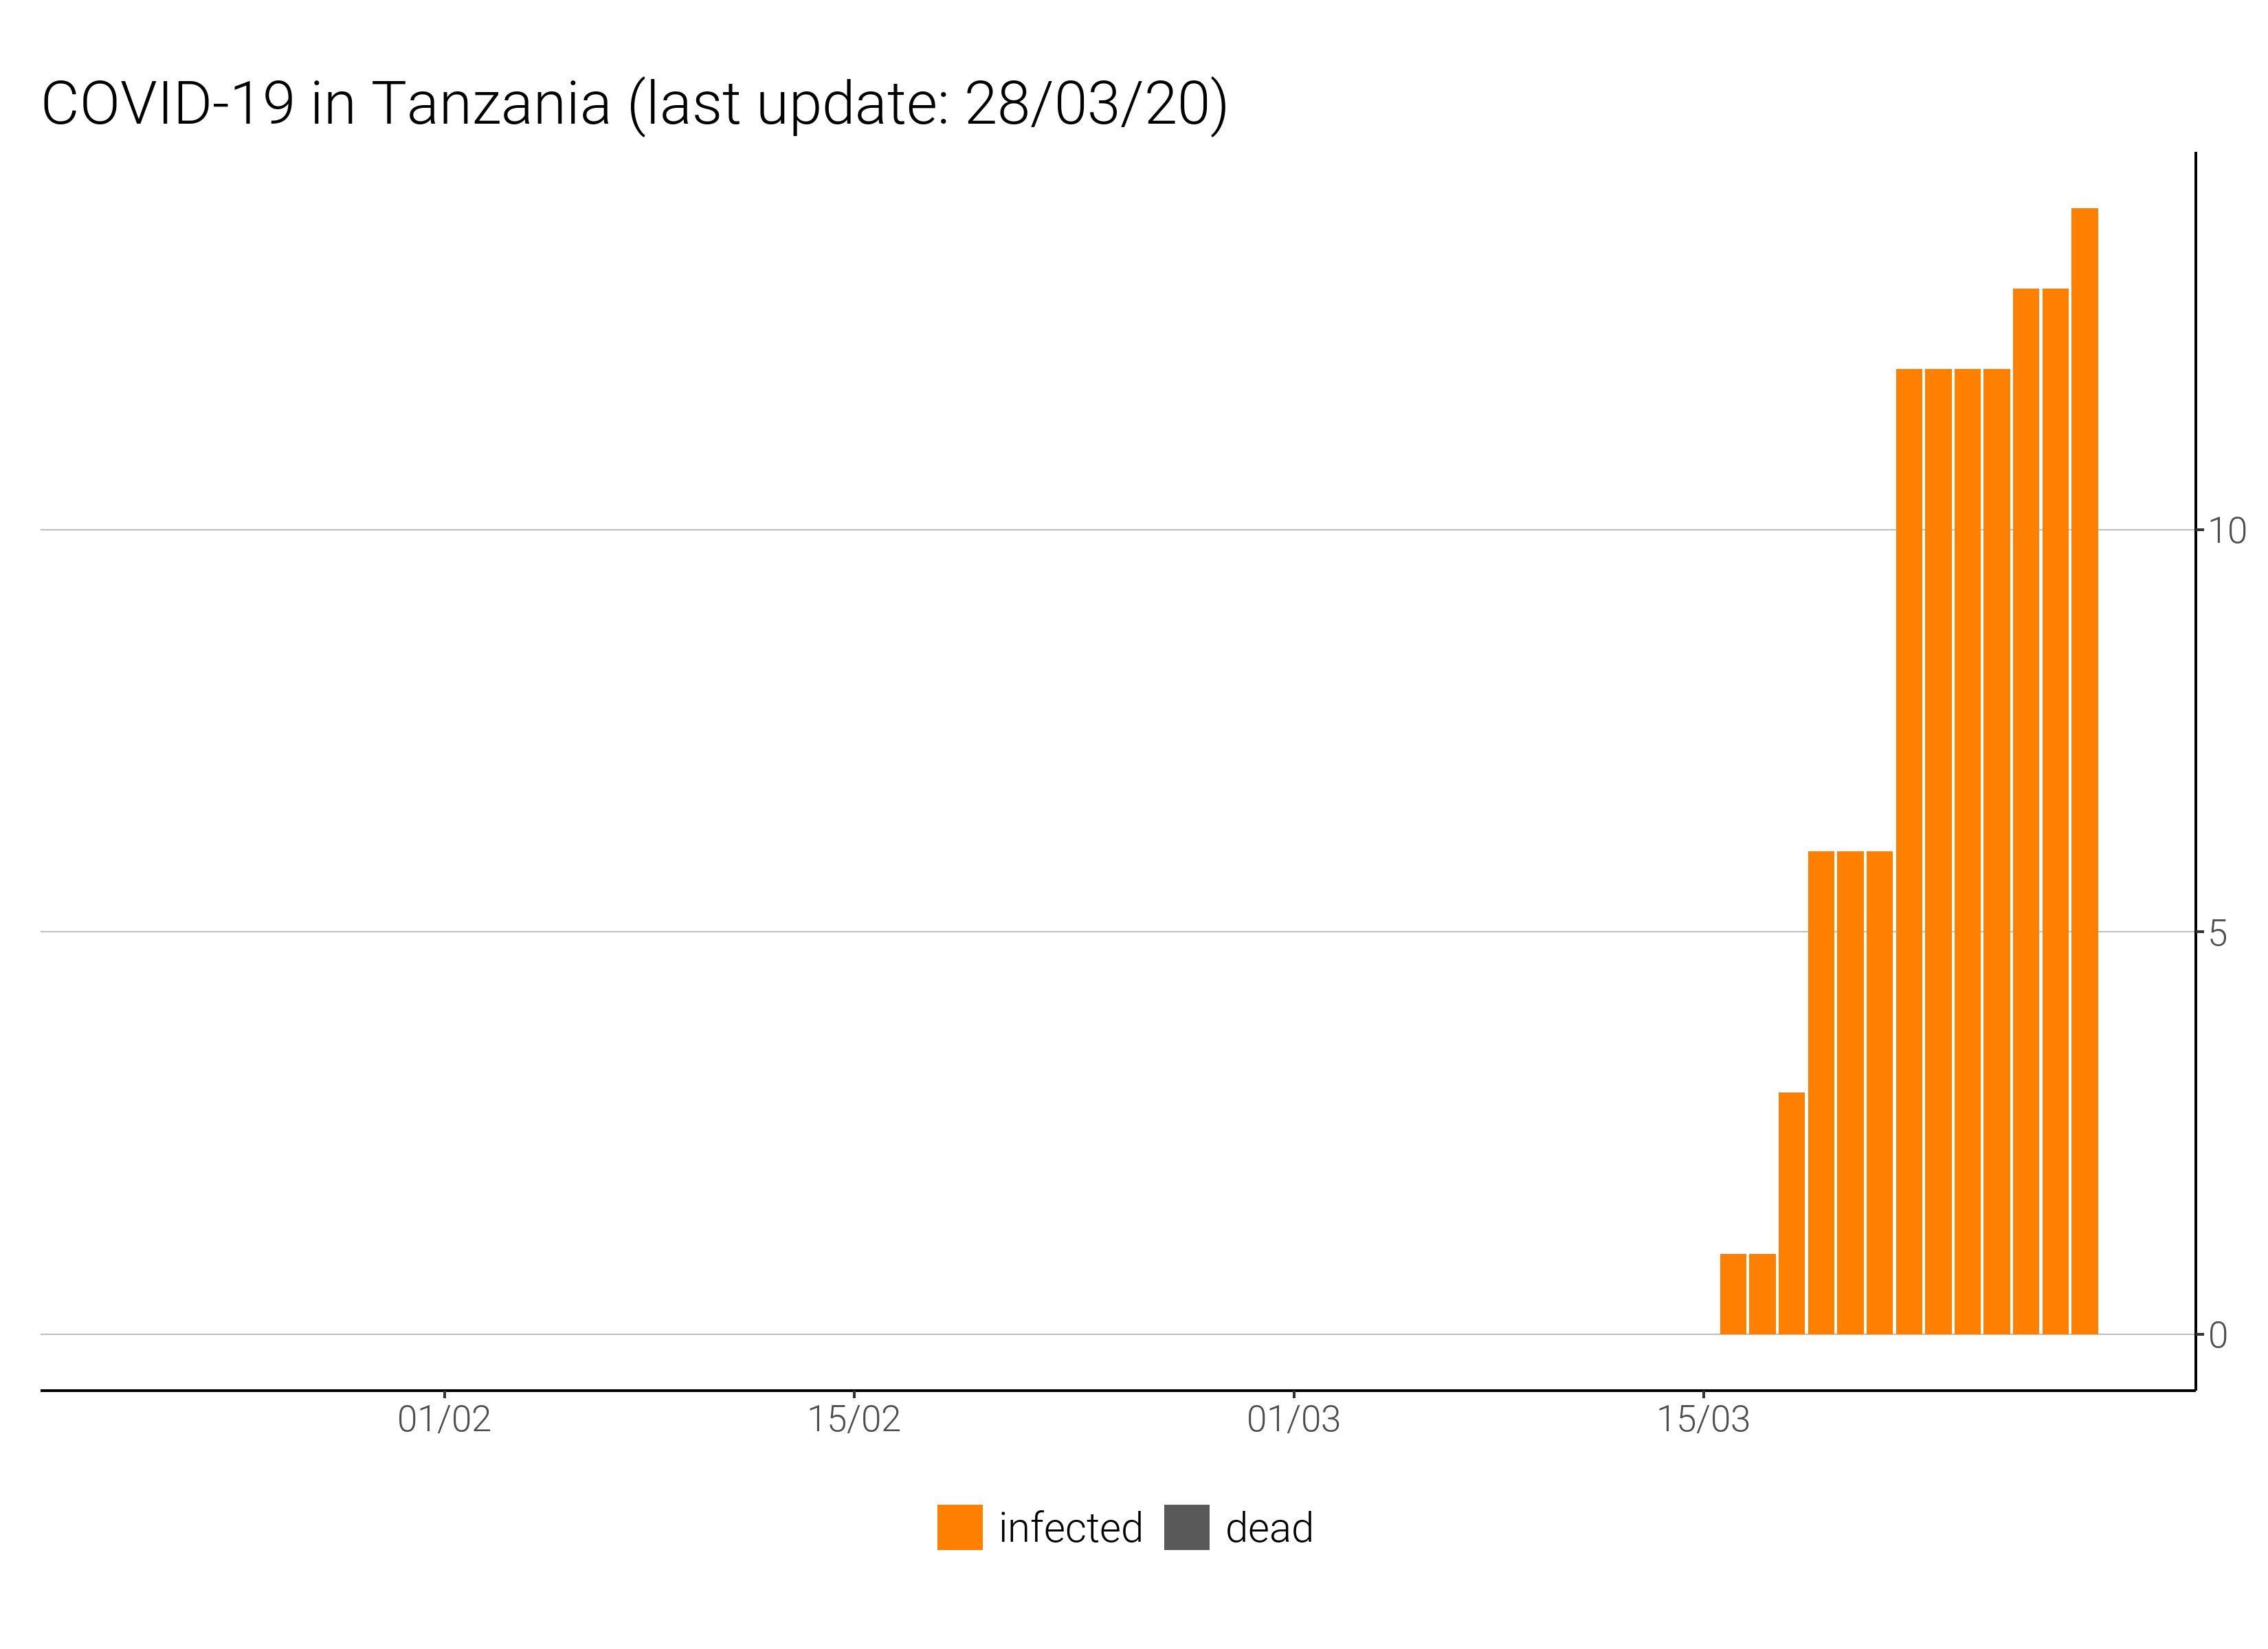 COVID-19 in Tanzania (last update: 28/03/20)
10
5
0
01/02 15/02 01/03 15/03
infected dead